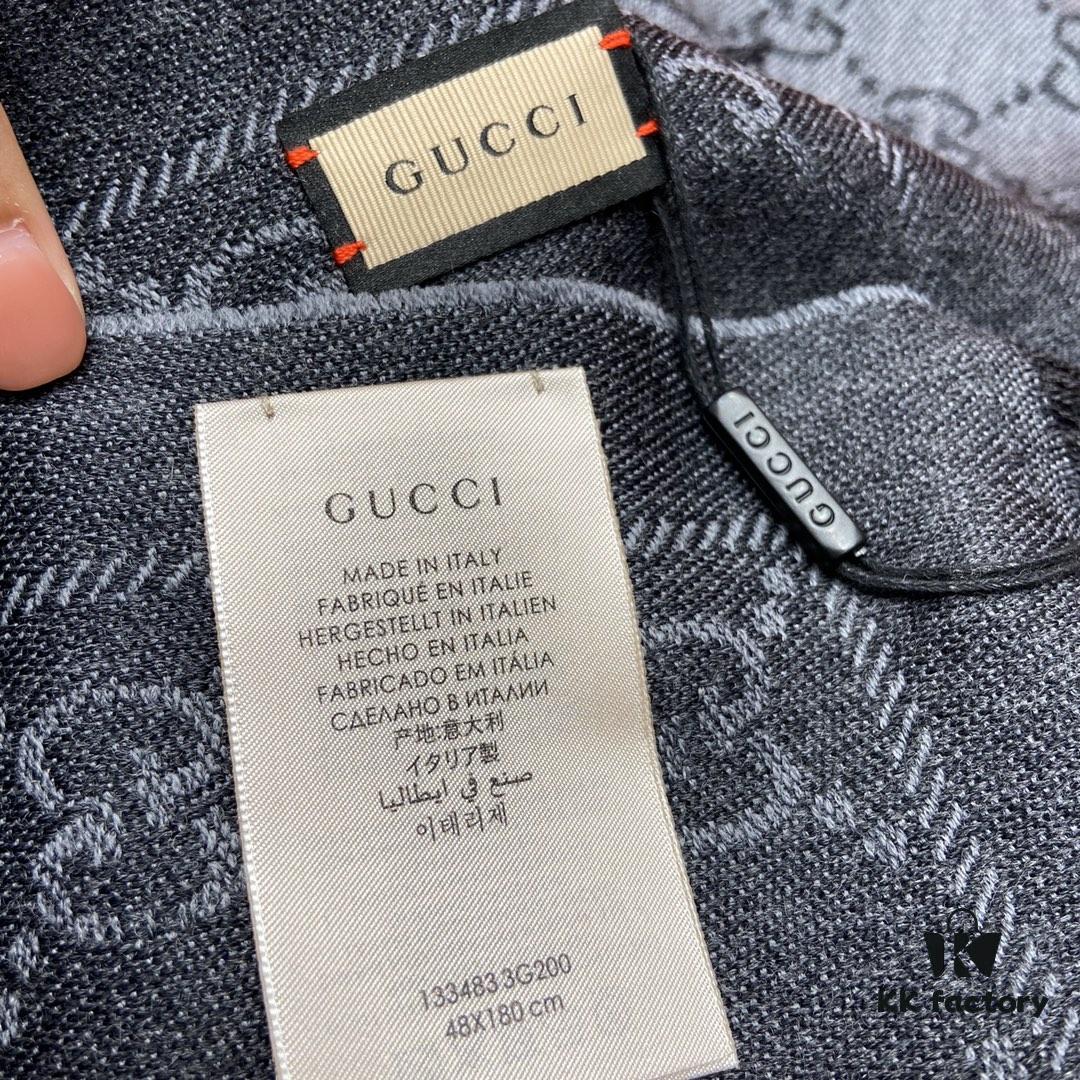 GUCCI
GUCCI
GUCCI
MADE IN ITALY
FABRIQUÉ EN ITALIE
HERGESTELLT IN ITALIEN
HECHO EN ITALIA
FABRICADO EM ITÁLIA
СДЕЛАНО В ИТАЛИИ
产地:意大利
イタリア製
صنع في ايطاليا
이태리제
133483 3G200
48X180 cm
KK factory